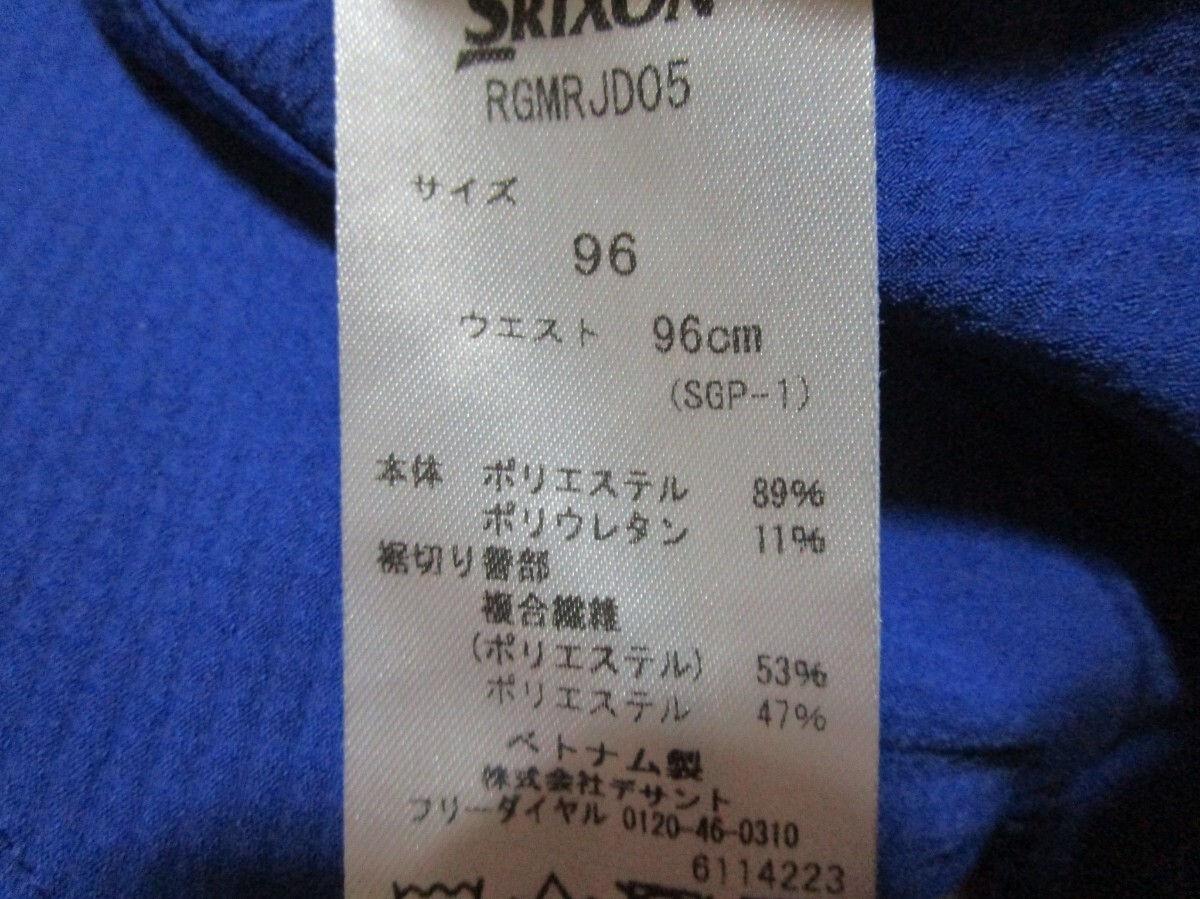 SRIXON
RGMRJD05
サイズ
96
ウエスト 96cm
(SGP-1)
本体 ポリエステル 89%
ポリウレタン 11%
裾切り替部
複合繊維
(ポリエステル) 53%
ポリエステル 47%
ベトナム製
株式会社デサント
フリーダイヤル 0120-46-0310
6114223